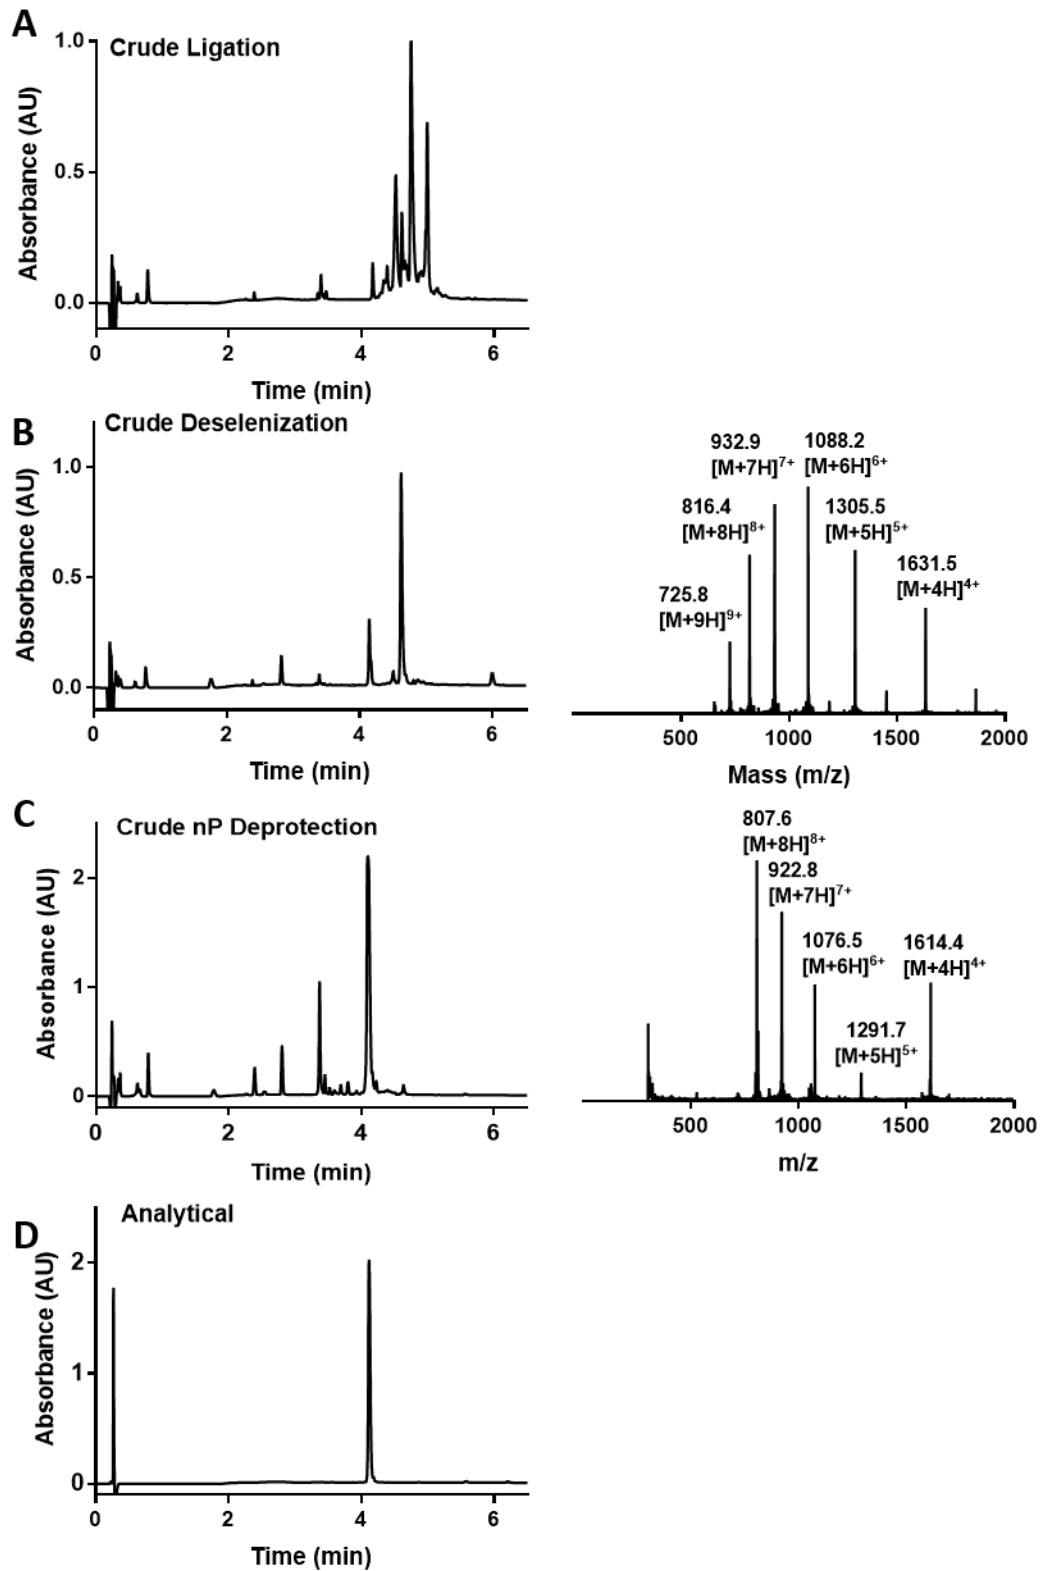 A
Crude Ligation
1.0
0.5
0.0
Absorbance (AU)
0 2 4 6
Time (min)
B
Crude Deselenization
1.0
0.5
0.0
Absorbance (AU)
0 2 4 6
Time (min)
932.9
[M+7H]7+
1088.2
[M+6H]6+
816.4
[M+8H]8+
1305.5
[M+5H]5+
725.8
[M+9H]9+
1631.5
[M+4H]4+
500 1000 1500 2000
Mass (m/z)
C
Crude nP Deprotection
2
1
0
Absorbance (AU)
0 2 4 6
Time (min)
807.6
[M+8H]8+
922.8
[M+7H]7+
1076.5
[M+6H]6+
1614.4
[M+4H]4+
1291.7
[M+5H]5+
500 1000 1500 2000
m/z
D
Analytical
2
1
0
Absorbance (AU)
0 2 4 6
Time (min)